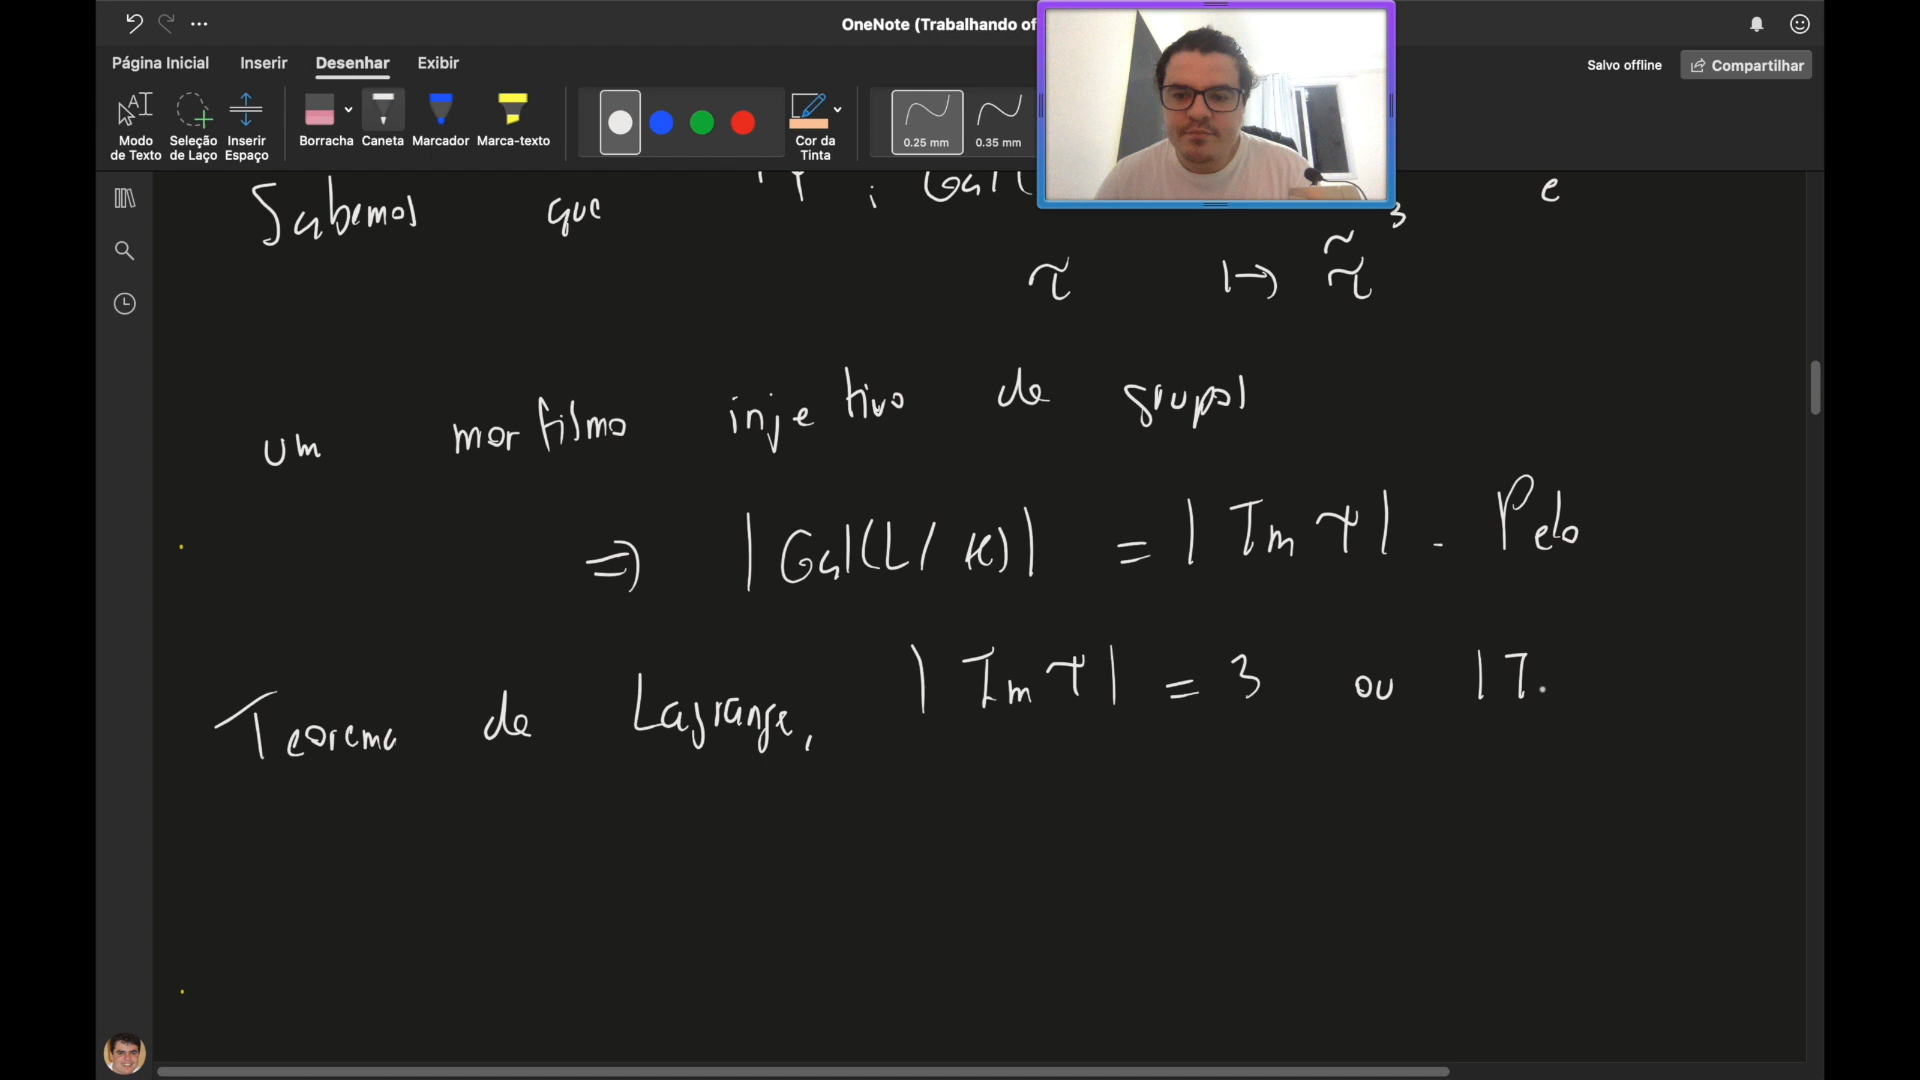 OneNote (Trabalhando of
Página Inicial Inserir Desenhar Exibir
Salvo offline Compartilhar
Modo de Texto Seleção de Laço Inserir Espaço Borracha Caneta Marcador Marca-texto Cor da Tinta 0.25 mm 0.35 mm
Sabemos que Ψ : Gal( 3 e
τ ↦ τ̃
um morfismo injetivo de grupos
⇒ |Gal(L/K)| = |Im Ψ|. Pelo
Teorema de Lagrange, |Im Ψ| = 3 ou 17.